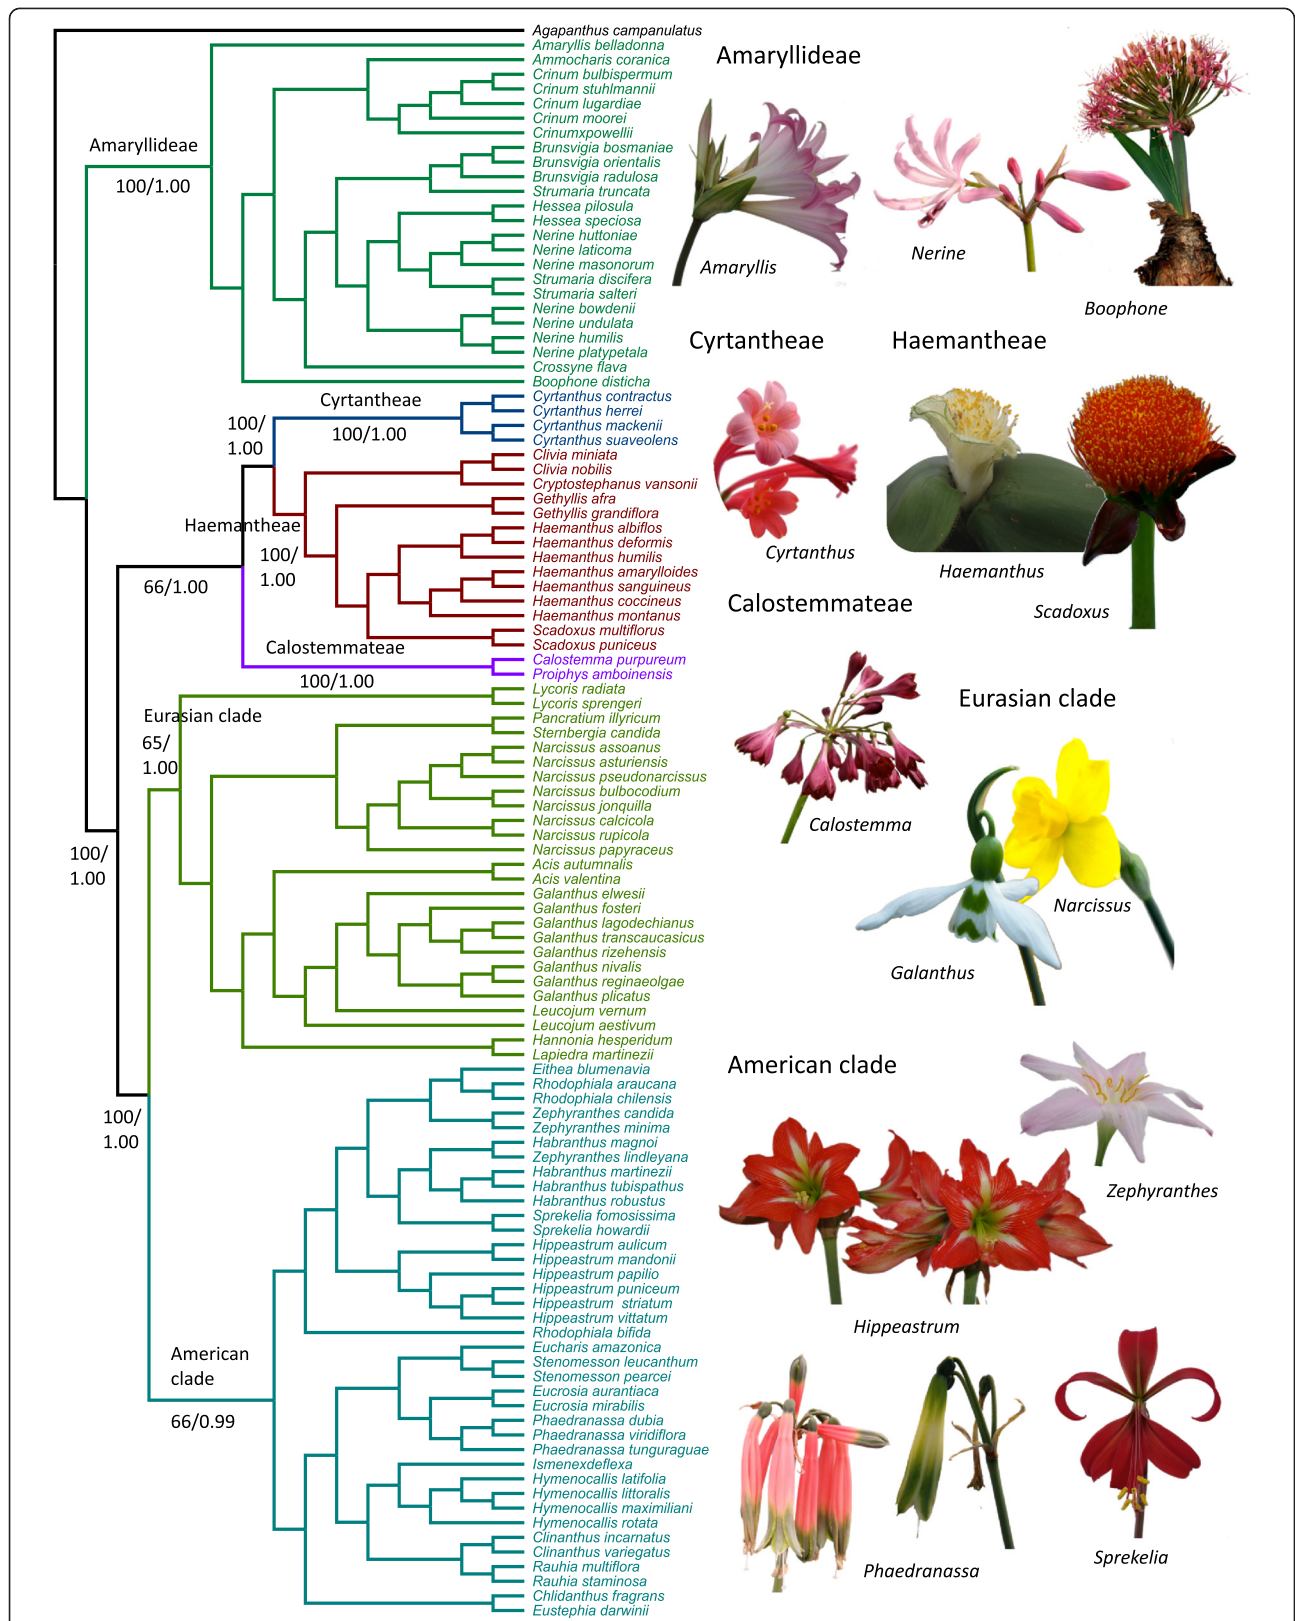 Agapanthus campanulatus
Amaryllis belladonna
Ammocharis coranica
Crinum bulbispermum
Crinum stuhlmannii
Crinum lugardiae
Crinum moorei
Crinumxpowellii
Brunsvigia bosmaniae
Brunsvigia orientalis
Brunsvigia radulosa
Strumaria truncata
Hessea pilosula
Hessea speciosa
Nerine huttoniae
Nerine laticoma
Nerine masonorum
Strumaria discifera
Strumaria salteri
Nerine bowdenii
Nerine undulata
Nerine humilis
Nerine platypetala
Crossyne flava
Boophone disticha
Cyrtanthus contractus
Cyrtanthus herrei
Cyrtanthus mackenii
Cyrtanthus suaveolens
Clivia miniata
Clivia nobilis
Cryptostephanus vansonii
Gethyllis afra
Gethyllis grandiflora
Haemanthus albiflos
Haemanthus deformis
Haemanthus humilis
Haemanthus amarylloides
Haemanthus sanguineus
Haemanthus coccineus
Haemanthus montanus
Scadoxus multiflorus
Scadoxus puniceus
Calostemma purpureum
Proiphys amboinensis
Lycoris radiata
Lycoris sprengeri
Pancratium illyricum
Sternbergia candida
Narcissus assoanus
Narcissus asturiensis
Narcissus pseudonarcissus
Narcissus bulbocodium
Narcissus jonquilla
Narcissus calcicola
Narcissus rupicola
Narcissus papyraceus
Acis autumnalis
Acis valentina
Galanthus elwesii
Galanthus fosteri
Galanthus lagodechianus
Galanthus transcaucasicus
Galanthus rizehensis
Galanthus nivalis
Galanthus reginaeolgae
Galanthus plicatus
Leucojum vernum
Leucojum aestivum
Hannonia hesperidum
Lapiedra martinezii
Eithea blumenavia
Rhodophiala araucana
Rhodophiala chilensis
Zephyranthes candida
Zephyranthes minima
Habranthus magnoi
Zephyranthes lindleyana
Habranthus martinezii
Habranthus tubispathus
Habranthus robustus
Sprekelia fomosissima
Sprekelia howardii
Hippeastrum aulicum
Hippeastrum mandonii
Hippeastrum papilio
Hippeastrum puniceum
Hippeastrum striatum
Hippeastrum vittatum
Rhodophiala bifida
Eucharis amazonica
Stenomesson leucanthum
Stenomesson pearcei
Eucrosia aurantiaca
Eucrosia mirabilis
Phaedranassa dubia
Phaedranassa viridiflora
Phaedranassa tunguraguae
Ismenexdeflexa
Hymenocallis latifolia
Hymenocallis littoralis
Hymenocallis maximiliani
Hymenocallis rotata
Clinanthus incarnatus
Clinanthus variegatus
Rauhia multiflora
Rauhia staminosa
Chlidanthus fragrans
Eustephia darwinii
Amaryllideae
100/1.00
Cyrtantheae
100/1.00
100/
1.00
Haemantheae
100/
1.00
66/1.00
Calostemmateae
100/1.00
Eurasian clade
65/
1.00
100/
1.00
100/
1.00
American
clade
66/0.99
Amaryllideae
Amaryllis
Nerine
Boophone
Cyrtantheae
Haemantheae
Cyrtanthus
Haemanthus
Scadoxus
Calostemmateae
Calostemma
Eurasian clade
Narcissus
Galanthus
American clade
Zephyranthes
Hippeastrum
Phaedranassa
Sprekelia